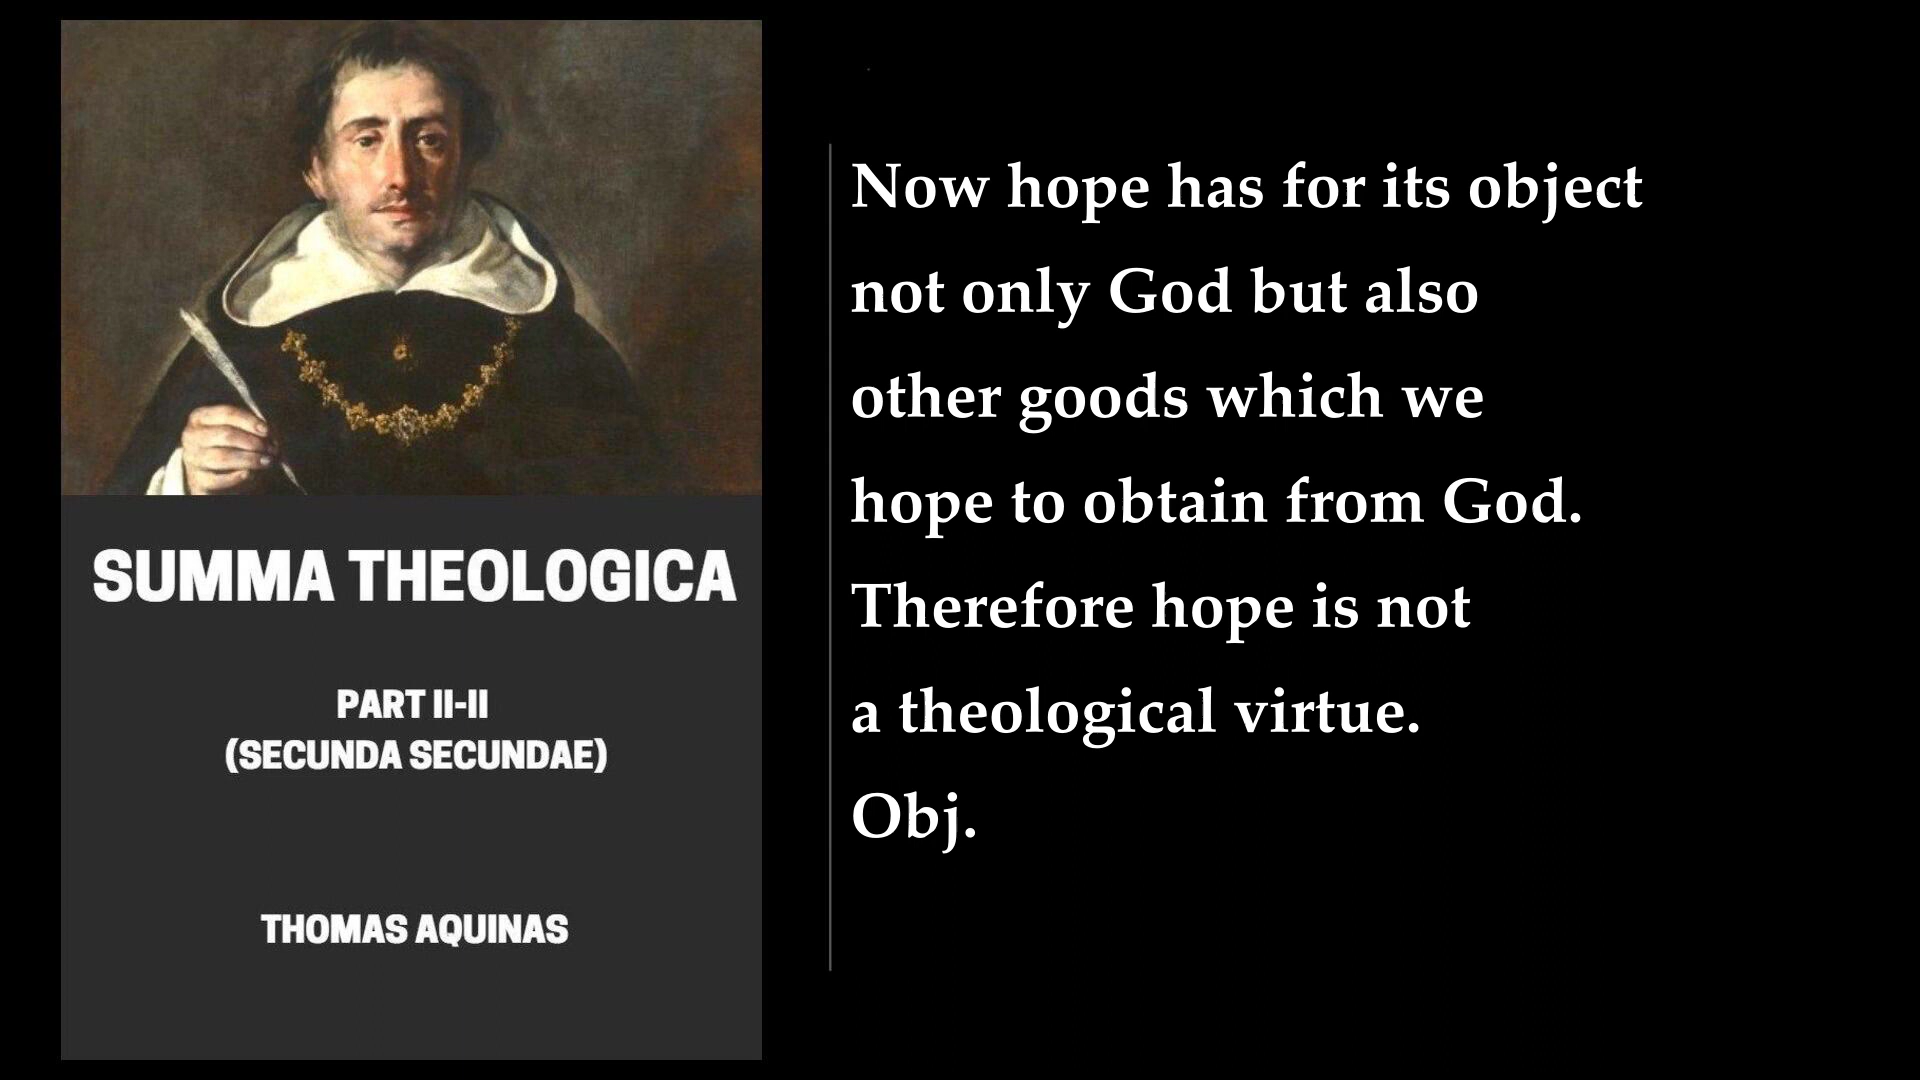 SUMMA THEOLOGICA
PART II-II
(SECUNDA SECUNDAE)
THOMAS AQUINAS
Now hope has for its object
not only God but also
other goods which we
hope to obtain from God.
Therefore hope is not
a theological virtue.
Obj.